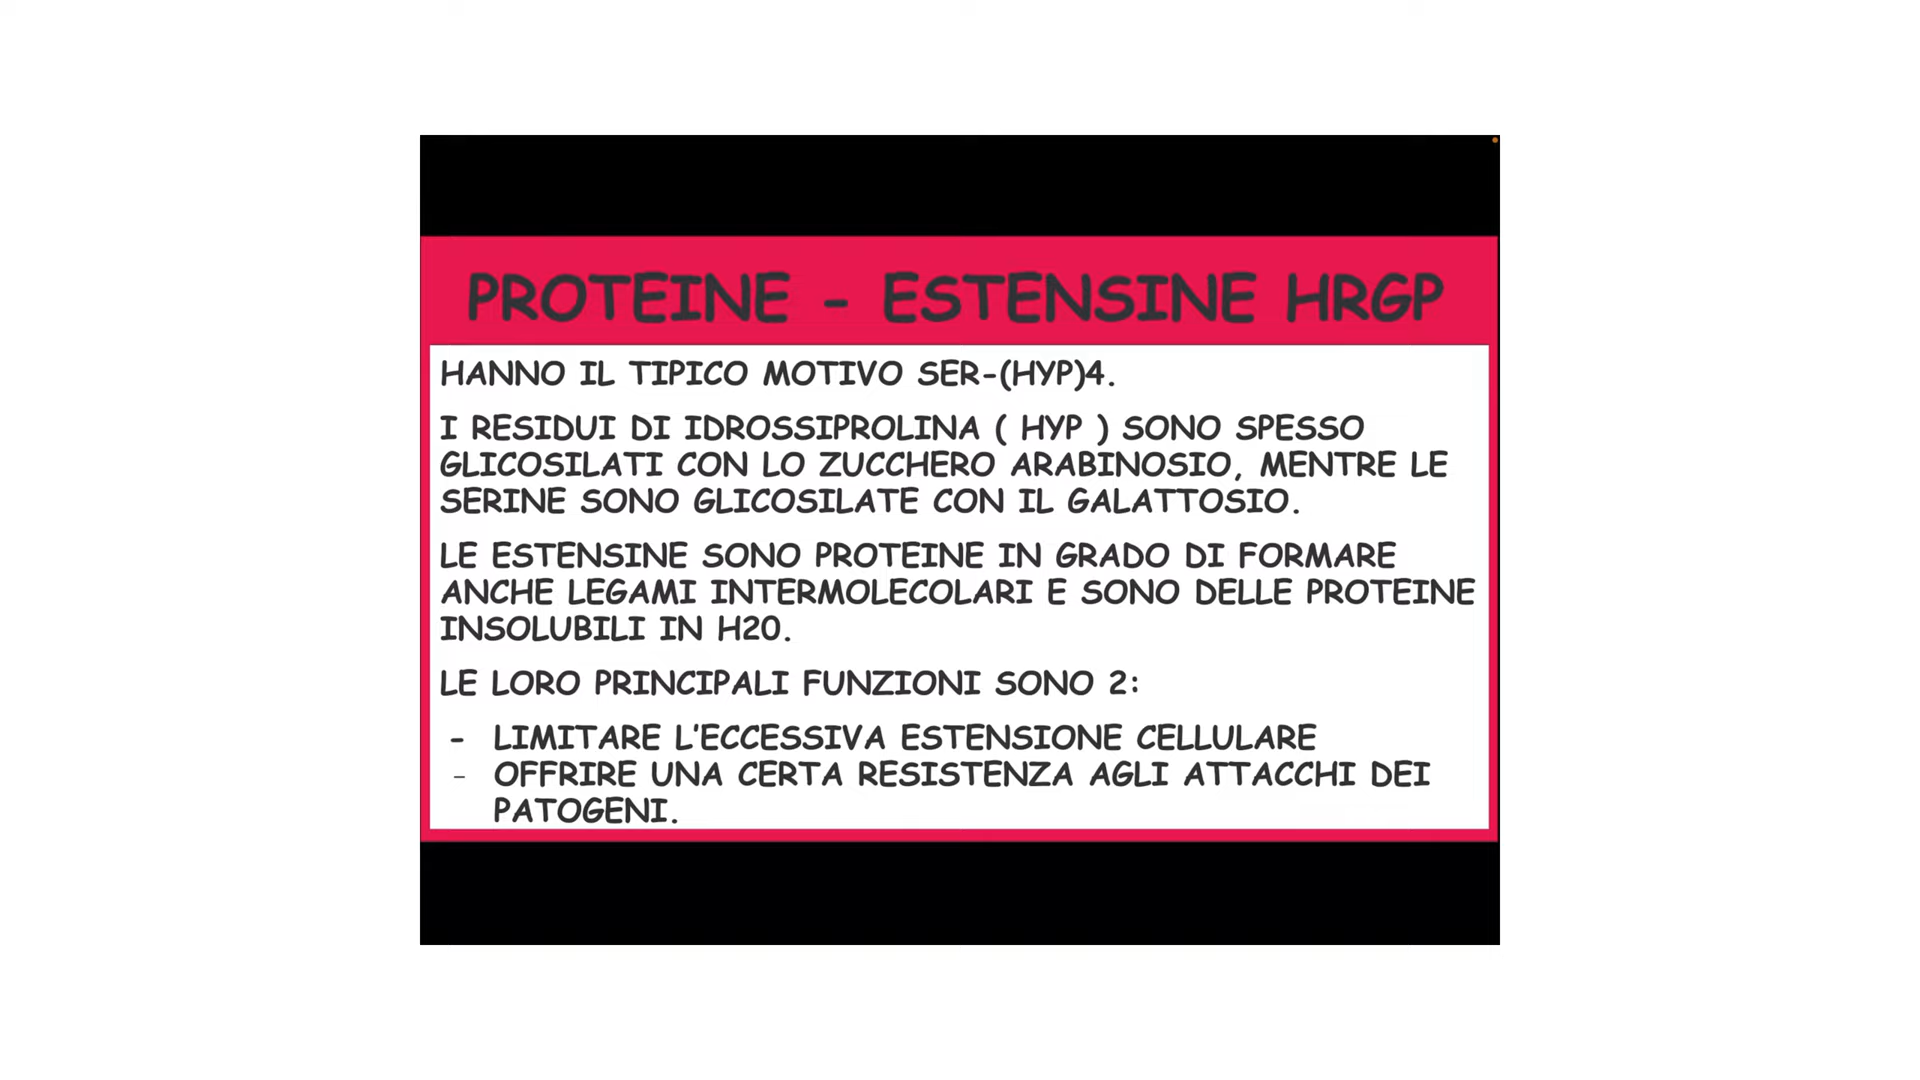 PROTEINE - ESTENSINE HRGP
HANNO IL TIPICO MOTIVO SER-(HYP)4.
I RESIDUI DI IDROSSIPROLINA ( HYP ) SONO SPESSO
GLICOSILATI CON LO ZUCCHERO ARABINOSIO, MENTRE LE
SERINE SONO GLICOSILATE CON IL GALATTOSIO.
LE ESTENSINE SONO PROTEINE IN GRADO DI FORMARE
ANCHE LEGAMI INTERMOLECOLARI E SONO DELLE PROTEINE
INSOLUBILI IN H20.
LE LORO PRINCIPALI FUNZIONI SONO 2:
- LIMITARE L'ECCESSIVA ESTENSIONE CELLULARE
- OFFRIRE UNA CERTA RESISTENZA AGLI ATTACCHI DEI
PATOGENI.